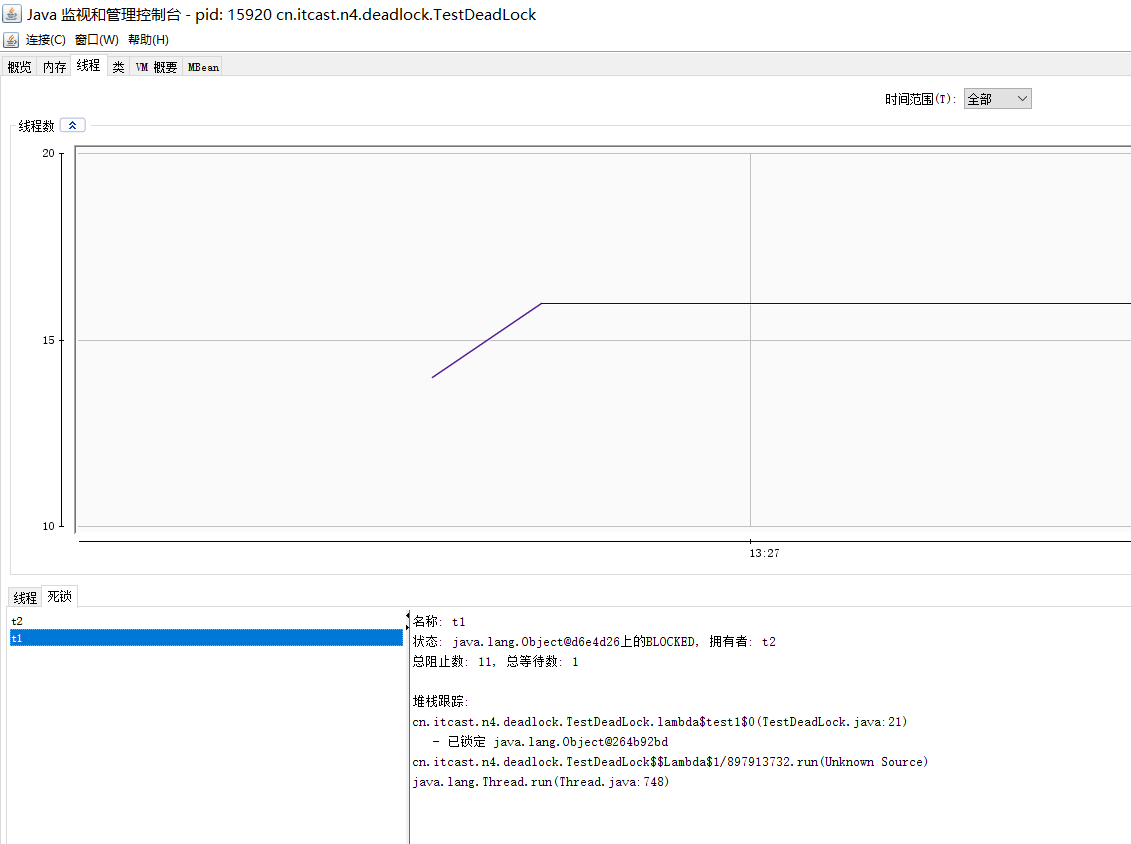 Java 监视和管理控制台 - pid: 15920 cn.itcast.n4.deadlock.TestDeadLock
连接(C) 窗口(W) 帮助(H)
概览 内存 线程 类 VM 概要 MBean
时间范围(T): 全部
线程数
20
15
10
13:27
线程 死锁
t2
t1
名称: t1
状态: java.lang.Object@d6e4d26上的BLOCKED, 拥有者: t2
总阻止数: 11, 总等待数: 1
堆栈跟踪:
cn.itcast.n4.deadlock.TestDeadLock.lambda$test1$0(TestDeadLock.java:21)
- 已锁定 java.lang.Object@264b92bd
cn.itcast.n4.deadlock.TestDeadLock$$Lambda$1/897913732.run(Unknown Source)
java.lang.Thread.run(Thread.java:748)